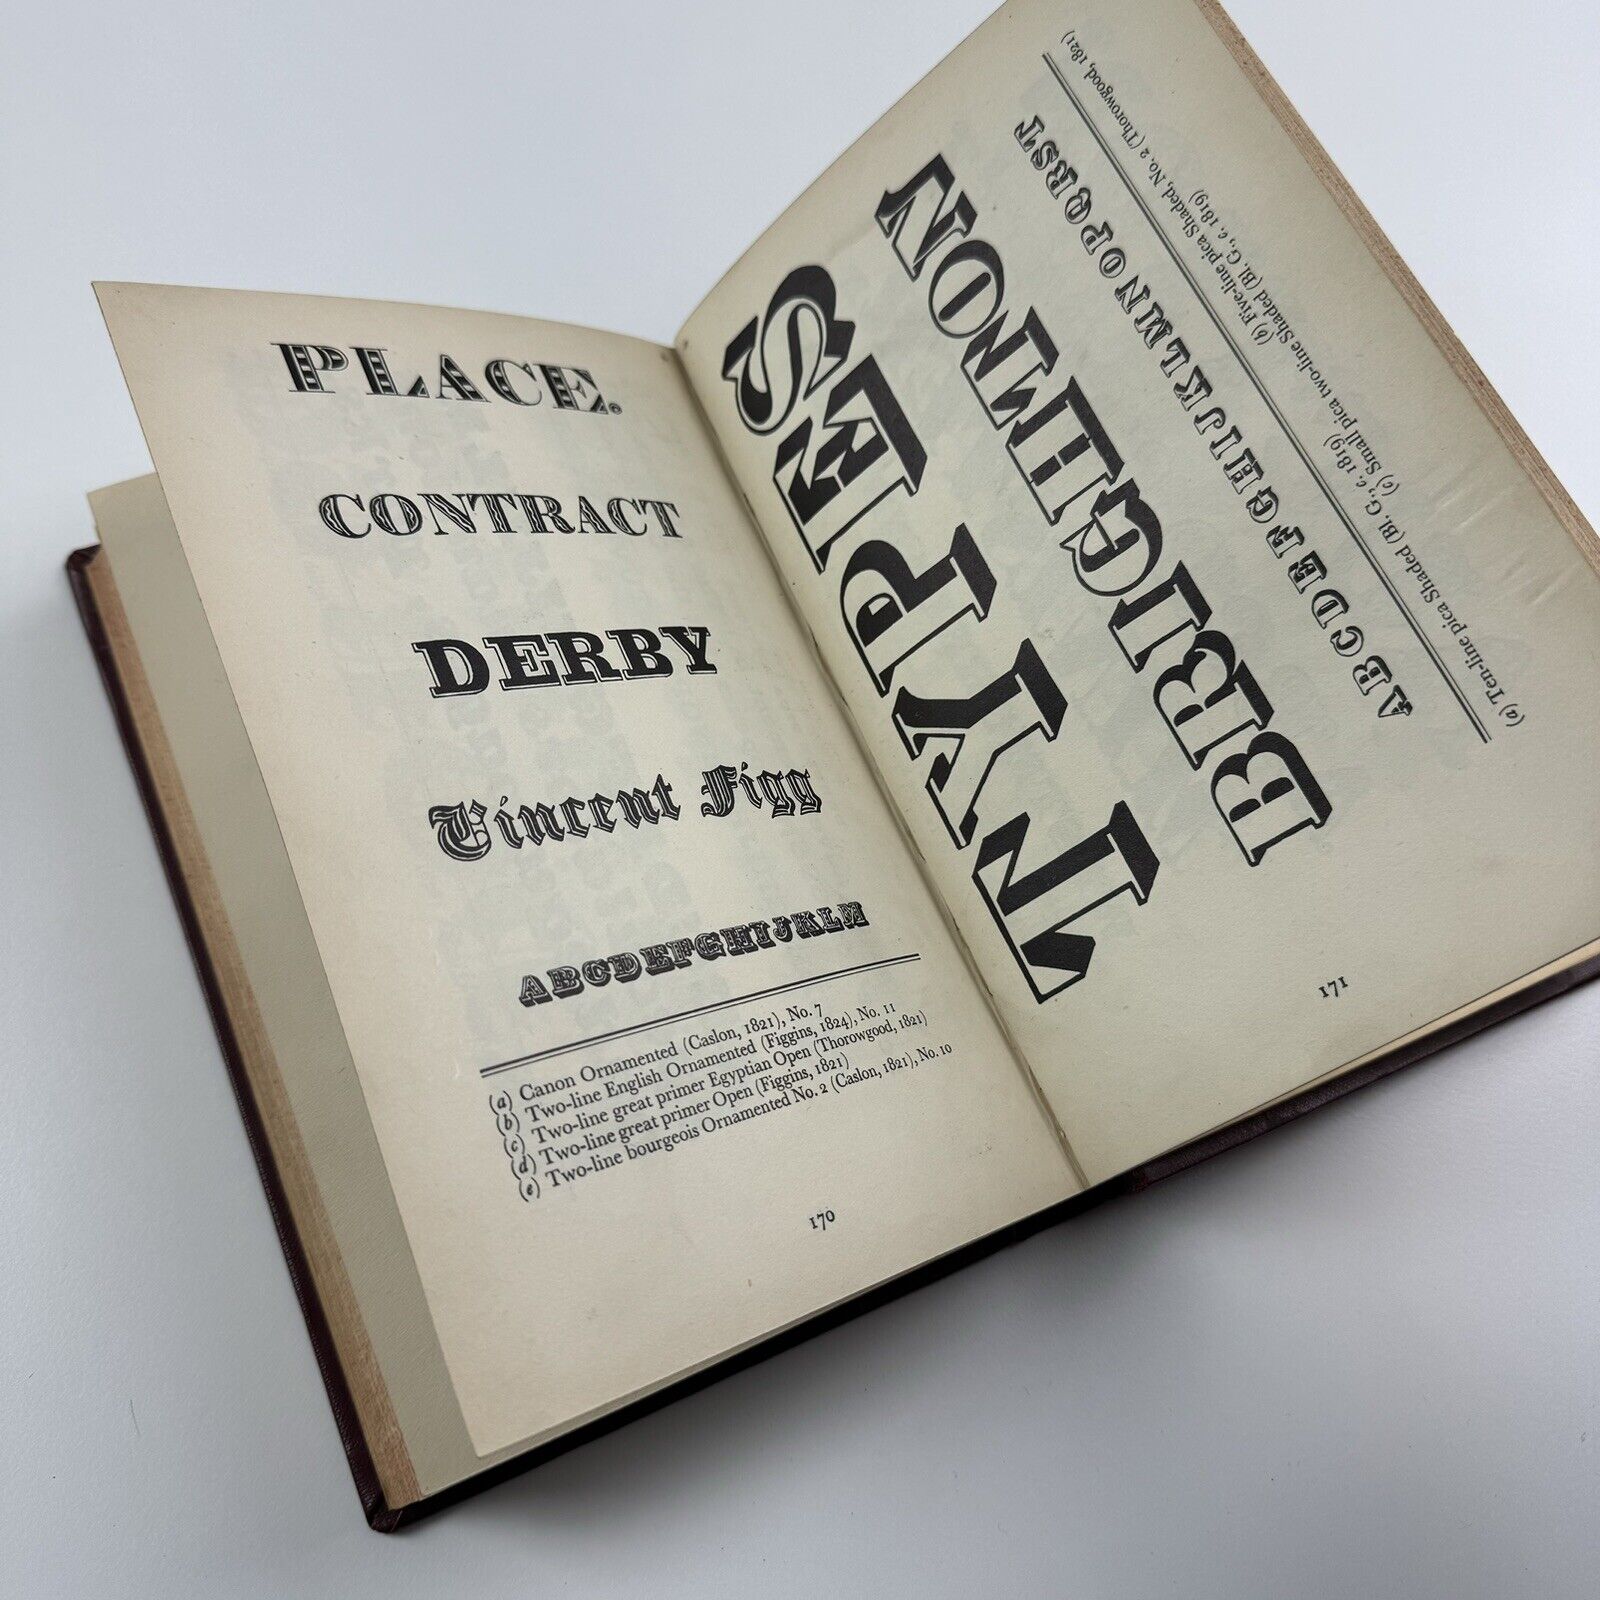 PLACE.
CONTRACT
DERBY
Vincent Figg
ABCDEFGHIJKLM
(a) Canon Ornamented (Caslon, 1821), No. 7
(b) Two-line English Ornamented (Figgins, 1824), No. 11
(c) Two-line great primer Egyptian Open (Thorowgood, 1821)
(d) Two-line great primer Open (Figgins, 1821)
(e) Two-line bourgeois Ornamented No. 2 (Caslon, 1821), No. 10
170
TYPES
BRIGHTON
ABCDEFGHIJKLMNOPQRST
(a) Ten-line pica Shaded (Bl. G., c. 1819)
(b) Five-line pica Shaded, No. 2 (Thorowgood, 1821)
(c) Small pica two-line Shaded (Bl. G., c. 1819)
171